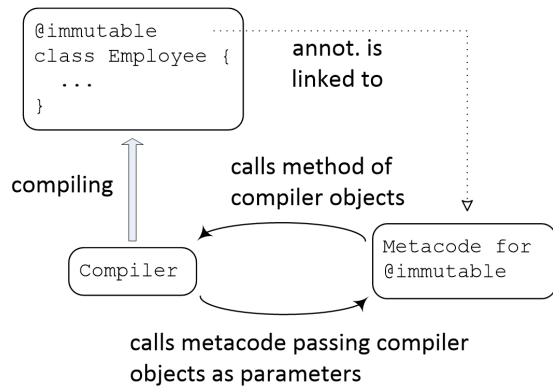 @immutable
class Employee {
...
}
annot. is
linked to
compiling
calls method of
compiler objects
Compiler
Metacode for
@immutable
calls metacode passing compiler
objects as parameters